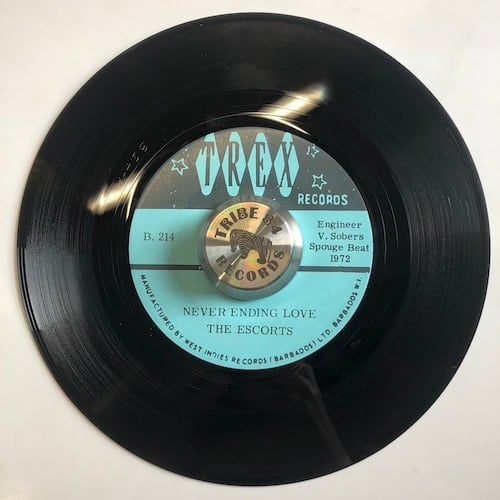 TREX
RECORDS
B. 214
Engineer
V. Sobers
Spouge Beat
1972
TRIBE 84
RECORDS
NEVER ENDING LOVE
THE ESCORTS
MANUFACTURED BY WEST INDIES RECORDS (BARBADOS) LTD. BARBADOS W.I.